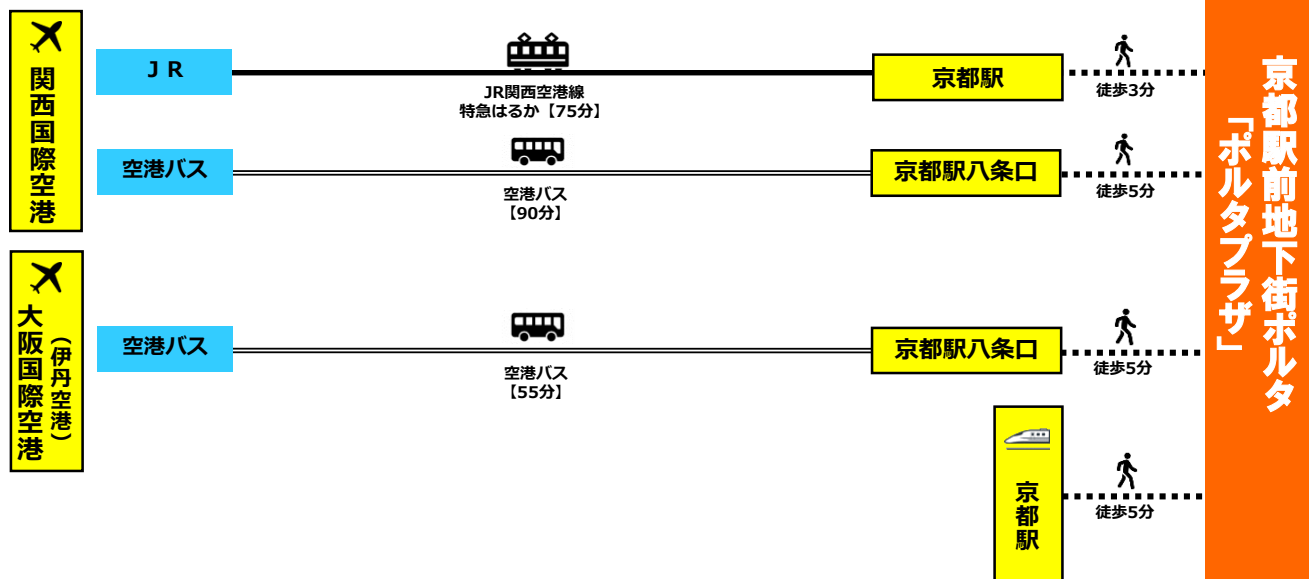 関西国際空港
JR
JR関西空港線
特急はるか【75分】
京都駅
徒歩3分
空港バス
空港バス
【90分】
京都駅八条口
徒歩5分
大阪国際空港
(伊丹空港)
空港バス
空港バス
【55分】
京都駅八条口
徒歩5分
京都駅
徒歩5分
京都駅前地下街ポルタ
「ポルタプラザ」